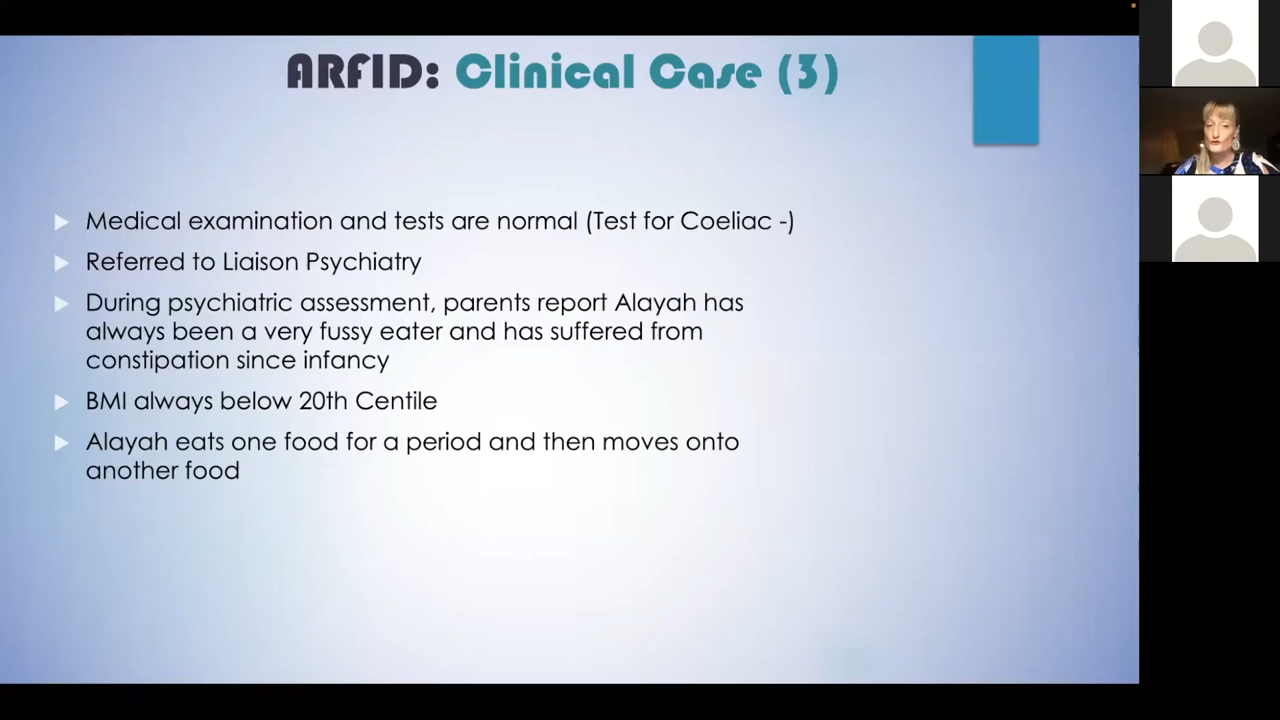 ARFID: Clinical Case (3)
Medical examination and tests are normal (Test for Coeliac -)
Referred to Liaison Psychiatry
During psychiatric assessment, parents report Alayah has
always been a very fussy eater and has suffered from
constipation since infancy
BMI always below 20th Centile
Alayah eats one food for a period and then moves onto
another food